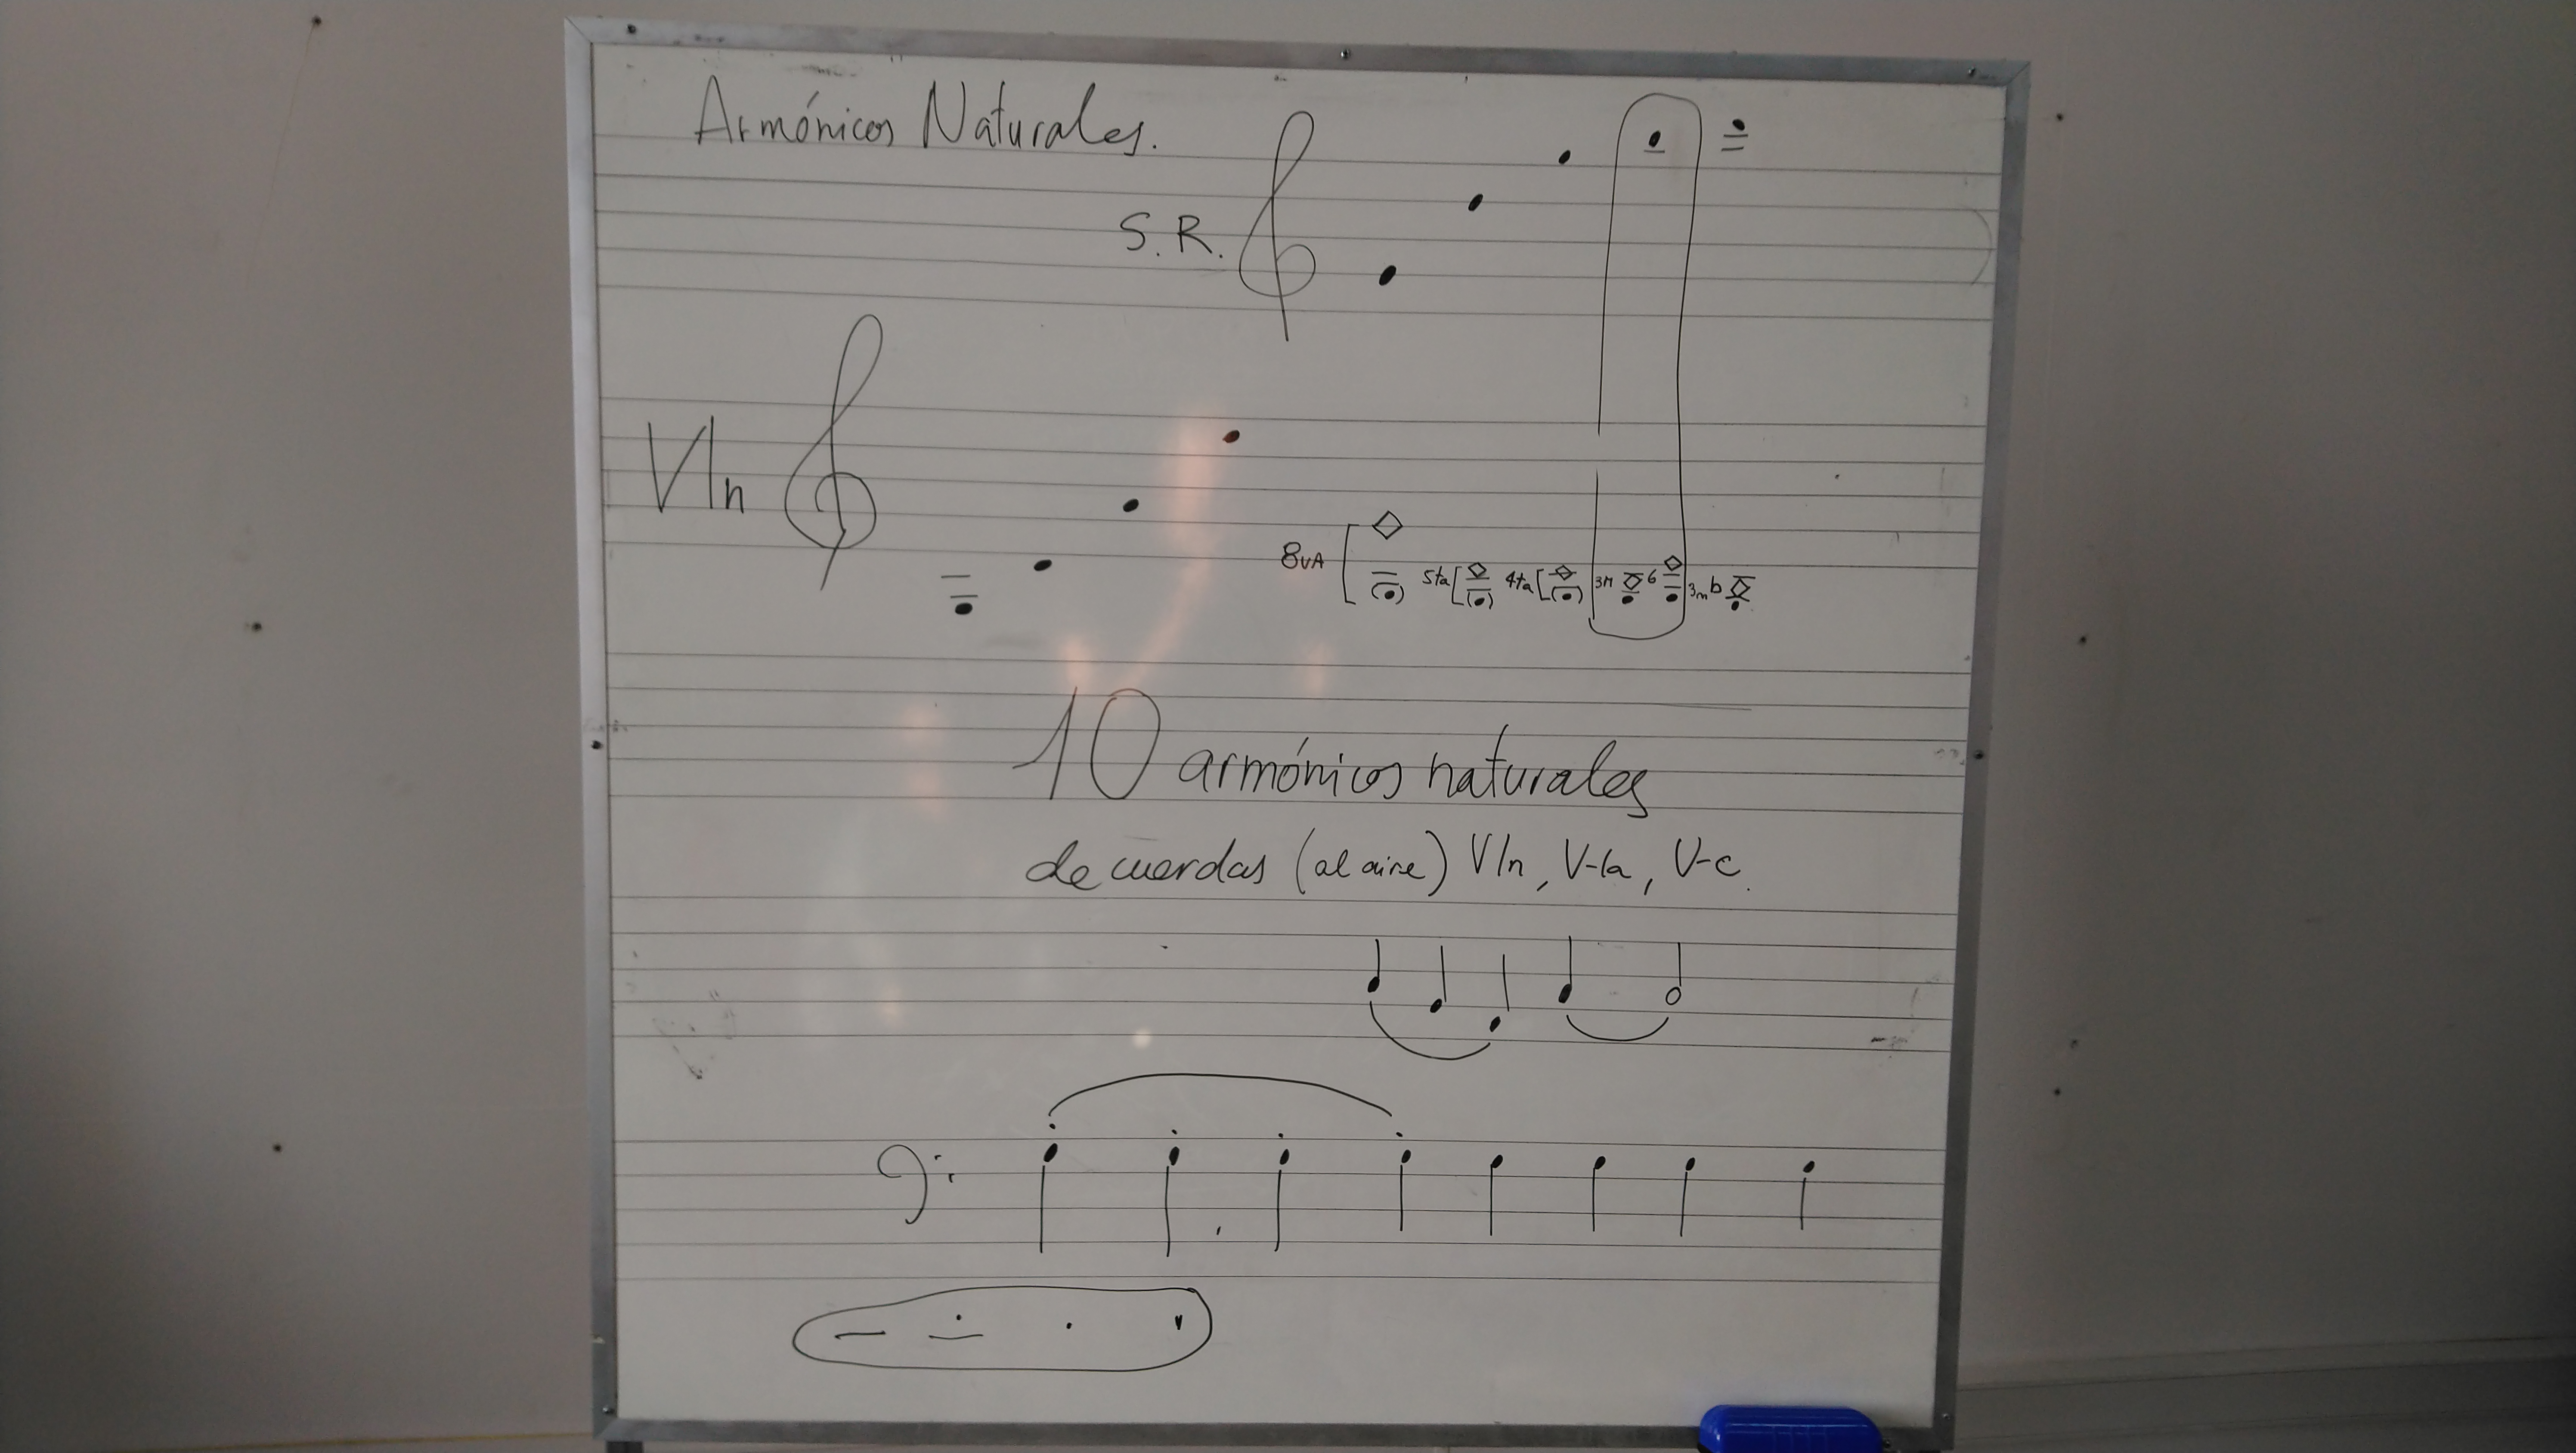 Armónicos Naturales.
S. R.
Vln
8vA 5ta 4ta 3M 6 3m b
10 armónicos naturales
de cuerdas (al aire) Vln, V-la, V-c.